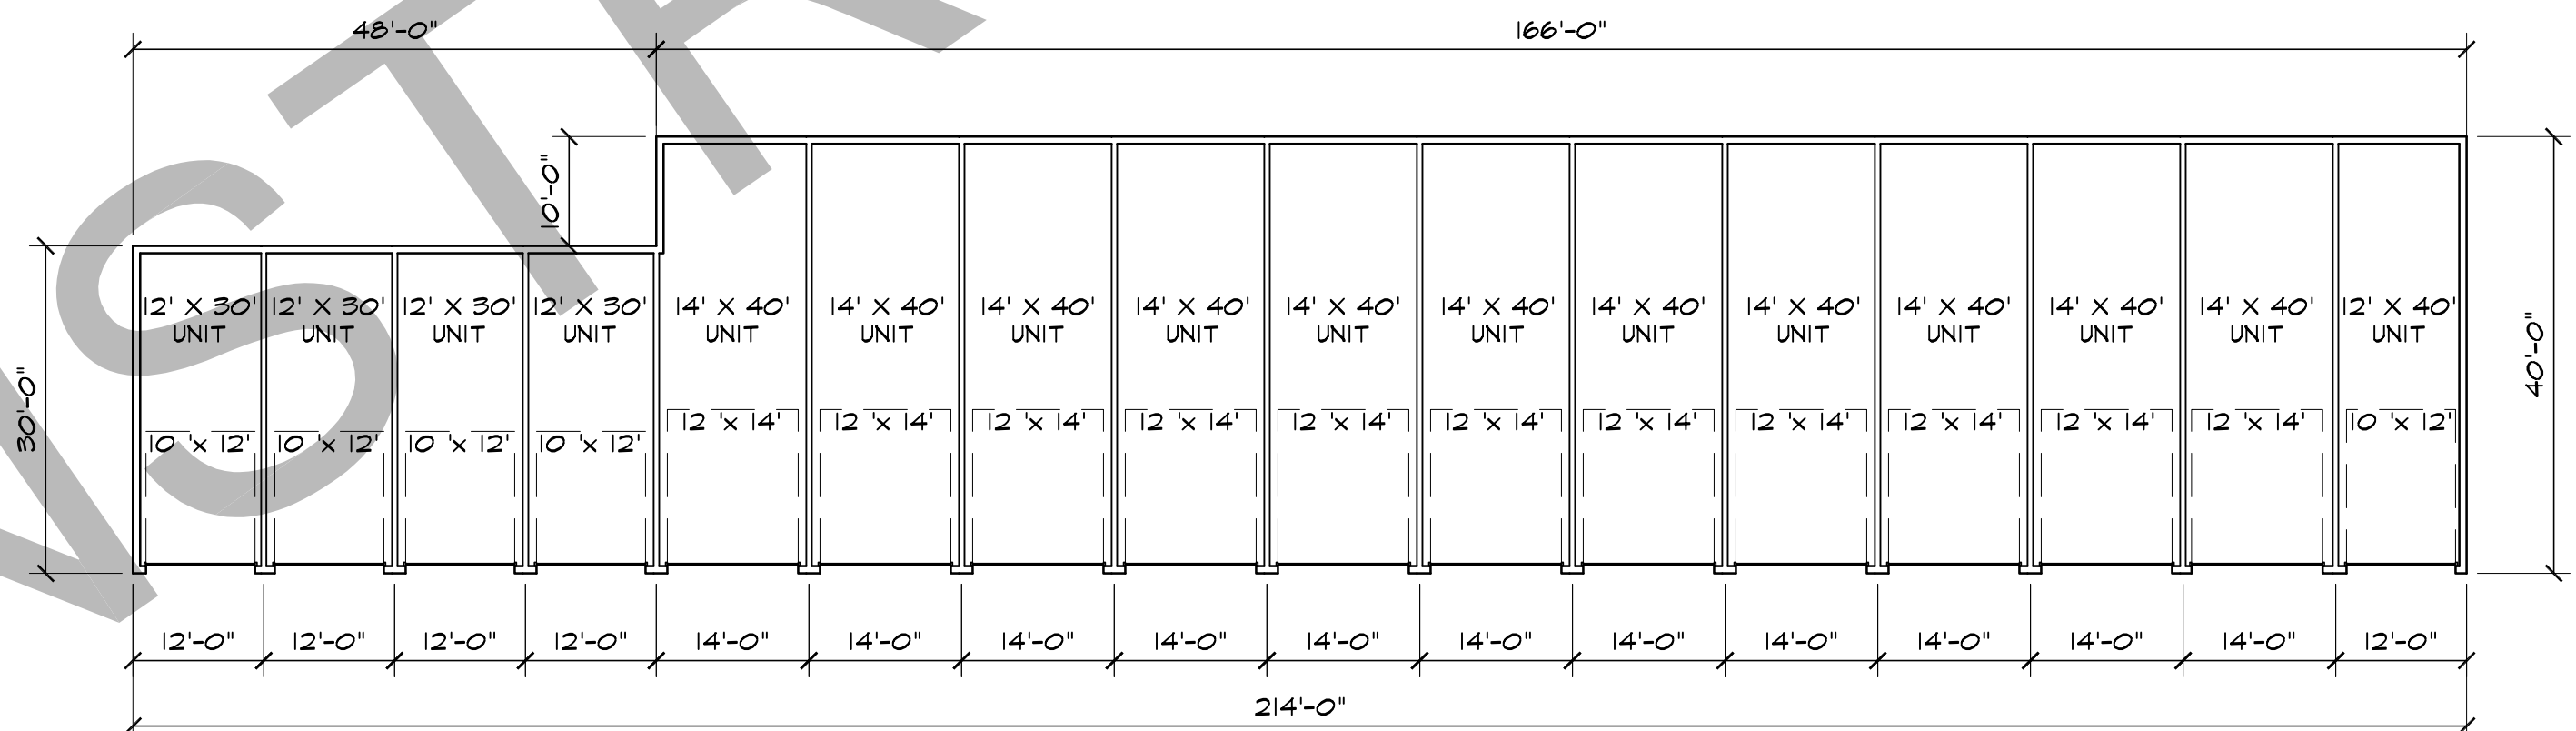 48'-0" 166'-0"
10'-0"
12' X 30' 12' X 30' 12' X 30' 12' X 30' 14' X 40' 14' X 40' 14' X 40' 14' X 40' 14' X 40' 14' X 40' 14' X 40' 14' X 40' 14' X 40' 14' X 40' 14' X 40' 12' X 40'
UNIT UNIT UNIT UNIT UNIT UNIT UNIT UNIT UNIT UNIT UNIT UNIT UNIT UNIT UNIT UNIT
30'-0"
40'-0"
12 'x 14' 12 'x 14' 12 'x 14' 12 'x 14' 12 'x 14' 12 'x 14' 12 'x 14' 12 'x 14' 12 'x 14' 12 'x 14' 12 'x 14' 10 'x 12'
10 'x 12' 10 'x 12' 10 'x 12' 10 'x 12'
12'-0" 12'-0" 12'-0" 12'-0" 14'-0" 14'-0" 14'-0" 14'-0" 14'-0" 14'-0" 14'-0" 14'-0" 14'-0" 14'-0" 14'-0" 12'-0"
214'-0"